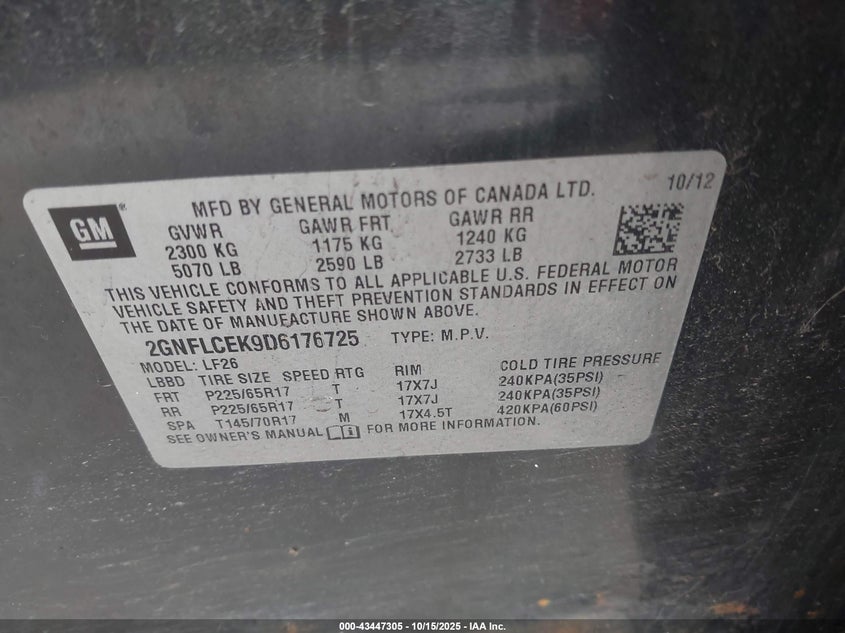 GM®
MFD BY GENERAL MOTORS OF CANADA LTD. 10/12
GVWR GAWR FRT GAWR RR
2300 KG 1175 KG 1240 KG
5070 LB 2590 LB 2733 LB
THIS VEHICLE CONFORMS TO ALL APPLICABLE U.S. FEDERAL MOTOR
VEHICLE SAFETY AND THEFT PREVENTION STANDARDS IN EFFECT ON
THE DATE OF MANUFACTURE SHOWN ABOVE.
2GNFLCEK9D6176725 TYPE: M.P.V.
MODEL: LF26
LBBD TIRE SIZE SPEED RTG RIM COLD TIRE PRESSURE
FRT P225/65R17 T 17X7J 240KPA(35PSI)
RR P225/65R17 T 17X7J 240KPA(35PSI)
SPA T145/70R17 M 17X4.5T 420KPA(60PSI)
SEE OWNER'S MANUAL FOR MORE INFORMATION.
000-43447305 - 10/15/2025 - IAA Inc.